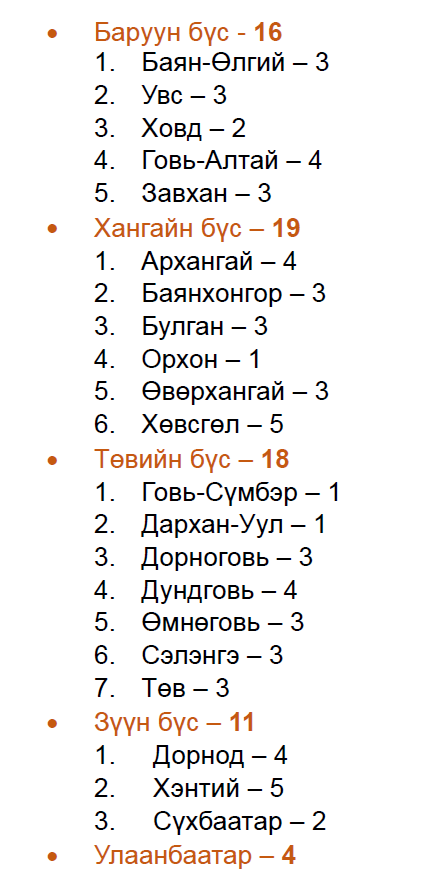 • Баруун бүс - 16
1. Баян-Өлгий – 3
2. Увс – 3
3. Ховд – 2
4. Говь-Алтай – 4
5. Завхан – 3
• Хангайн бүс – 19
1. Архангай – 4
2. Баянхонгор – 3
3. Булган – 3
4. Орхон – 1
5. Өвөрхангай – 3
6. Хөвсгөл – 5
• Төвийн бүс – 18
1. Говь-Сүмбэр – 1
2. Дархан-Уул – 1
3. Дорноговь – 3
4. Дундговь – 4
5. Өмнөговь – 3
6. Сэлэнгэ – 3
7. Төв – 3
• Зүүн бүс – 11
1. Дорнод – 4
2. Хэнтий – 5
3. Сүхбаатар – 2
• Улаанбаатар – 4